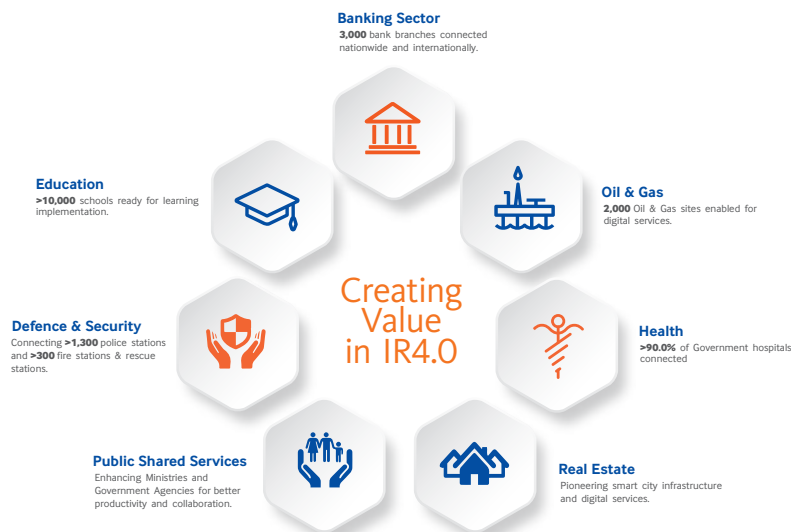 Banking Sector
3,000 bank branches connected
nationwide and internationally.
Education
>10,000 schools ready for learning
implementation.
Oil & Gas
2,000 Oil & Gas sites enabled for
digital services.
Creating
Value
in IR4.0
Defence & Security
Connecting >1,300 police stations
and >300 fire stations & rescue
stations.
Health
>90.0% of Government hospitals
connected
Public Shared Services
Enhancing Ministries and
Government Agencies for better
productivity and collaboration.
Real Estate
Pioneering smart city infrastructure
and digital services.